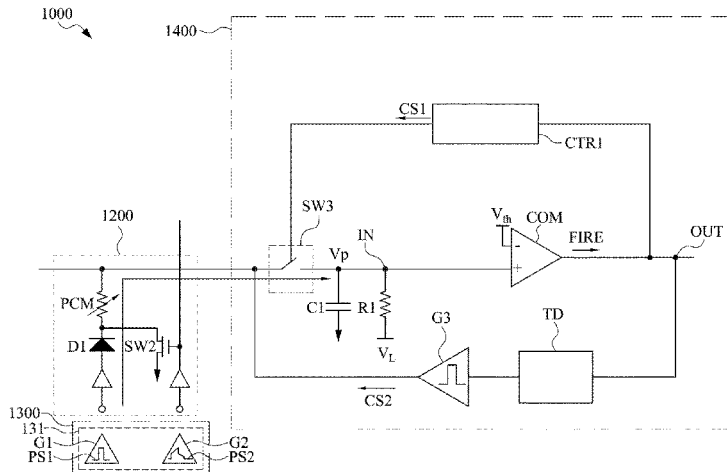 1000
1400
CS1
CTR1
SW3
1200
Vp
IN
Vth
COM
FIRE
OUT
PCM
C1
R1
G3
TD
D1
SW2
VL
CS2
1300
131
G1
G2
PS1
PS2